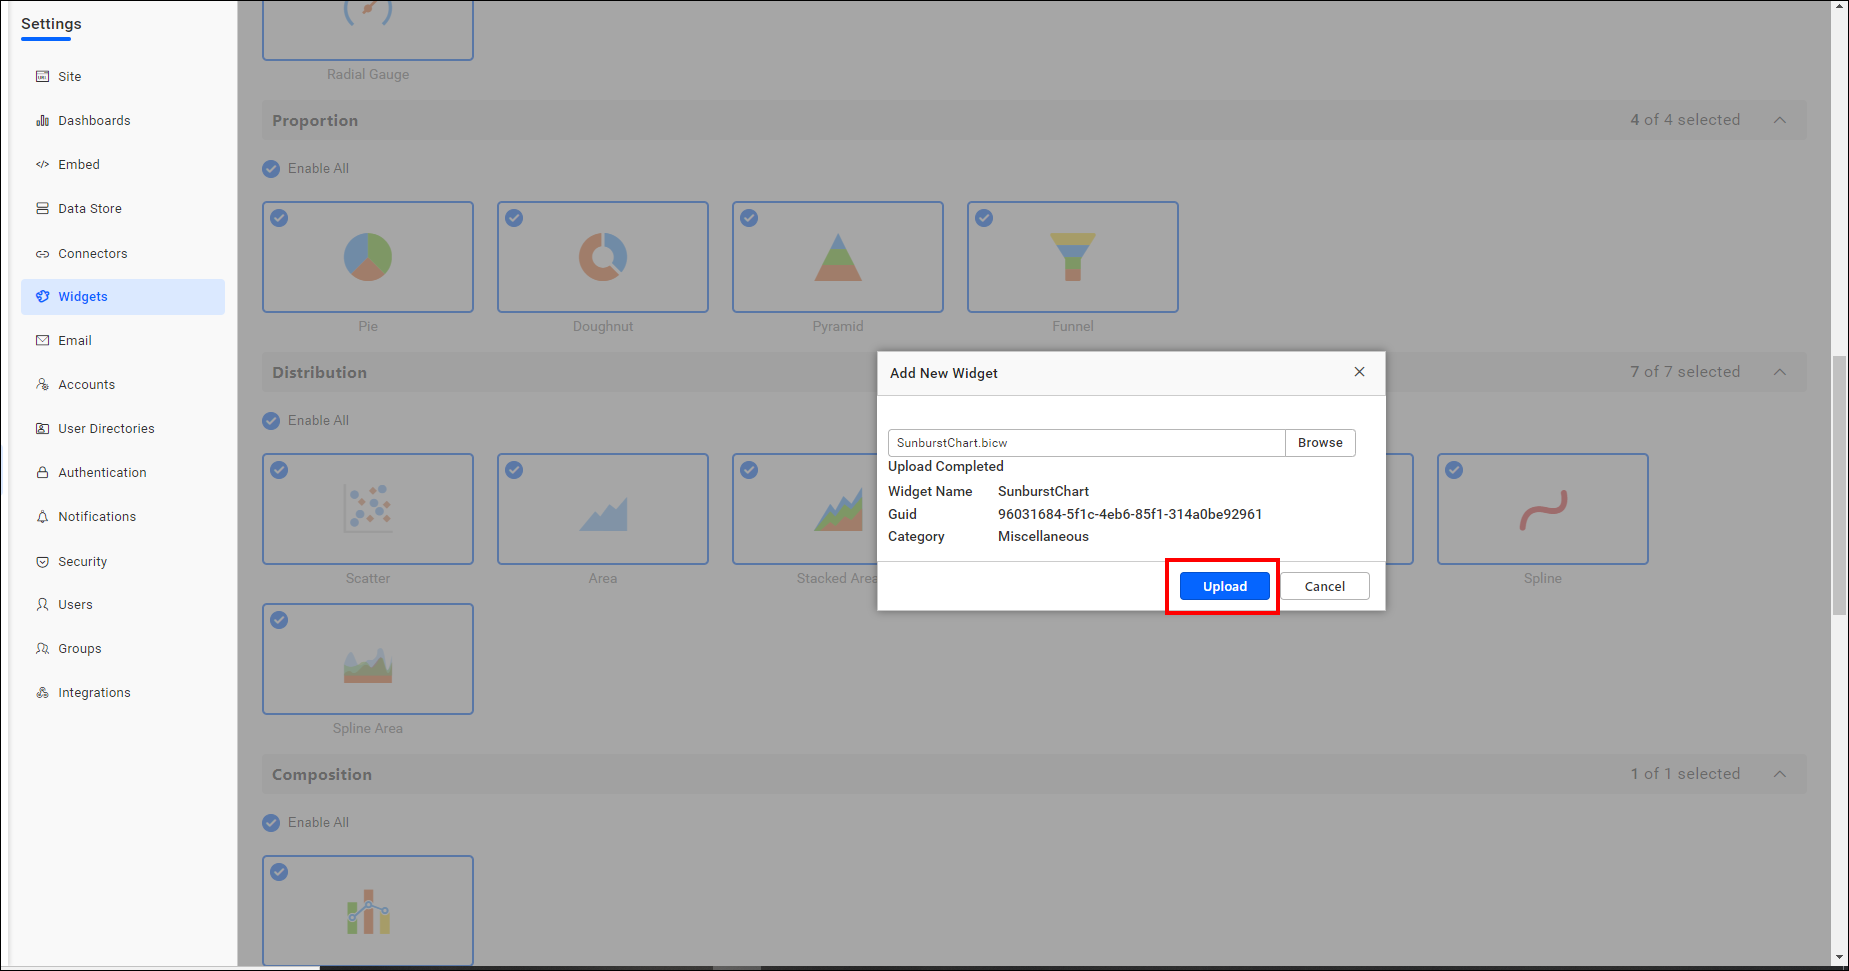 Settings
Site
Dashboards
Embed
Data Store
Connectors
Widgets
Email
Accounts
User Directories
Authentication
Notifications
Security
Users
Groups
Integrations
Radial Gauge
Proportion
4 of 4 selected
Enable All
Pie
Doughnut
Pyramid
Funnel
Distribution
7 of 7 selected
Enable All
Scatter
Area
Stacked Area
Spline
Spline Area
Composition
1 of 1 selected
Enable All
Add New Widget
SunburstChart.bicw
Browse
Upload Completed
Widget Name SunburstChart
Guid 96031684-5f1c-4eb6-85f1-314a0be92961
Category Miscellaneous
Upload
Cancel